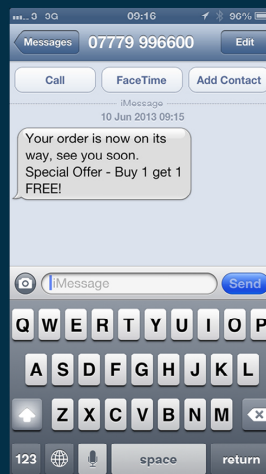 3 3G 09:16 96%
Messages 07779 996600 Edit
Call FaceTime Add Contact
iMessage
10 Jun 2013 09:15
Your order is now on its
way, see you soon.
Special Offer - Buy 1 get 1
FREE!
iMessage Send
Q W E R T Y U I O P
A S D F G H J K L
Z X C V B N M
123 space return